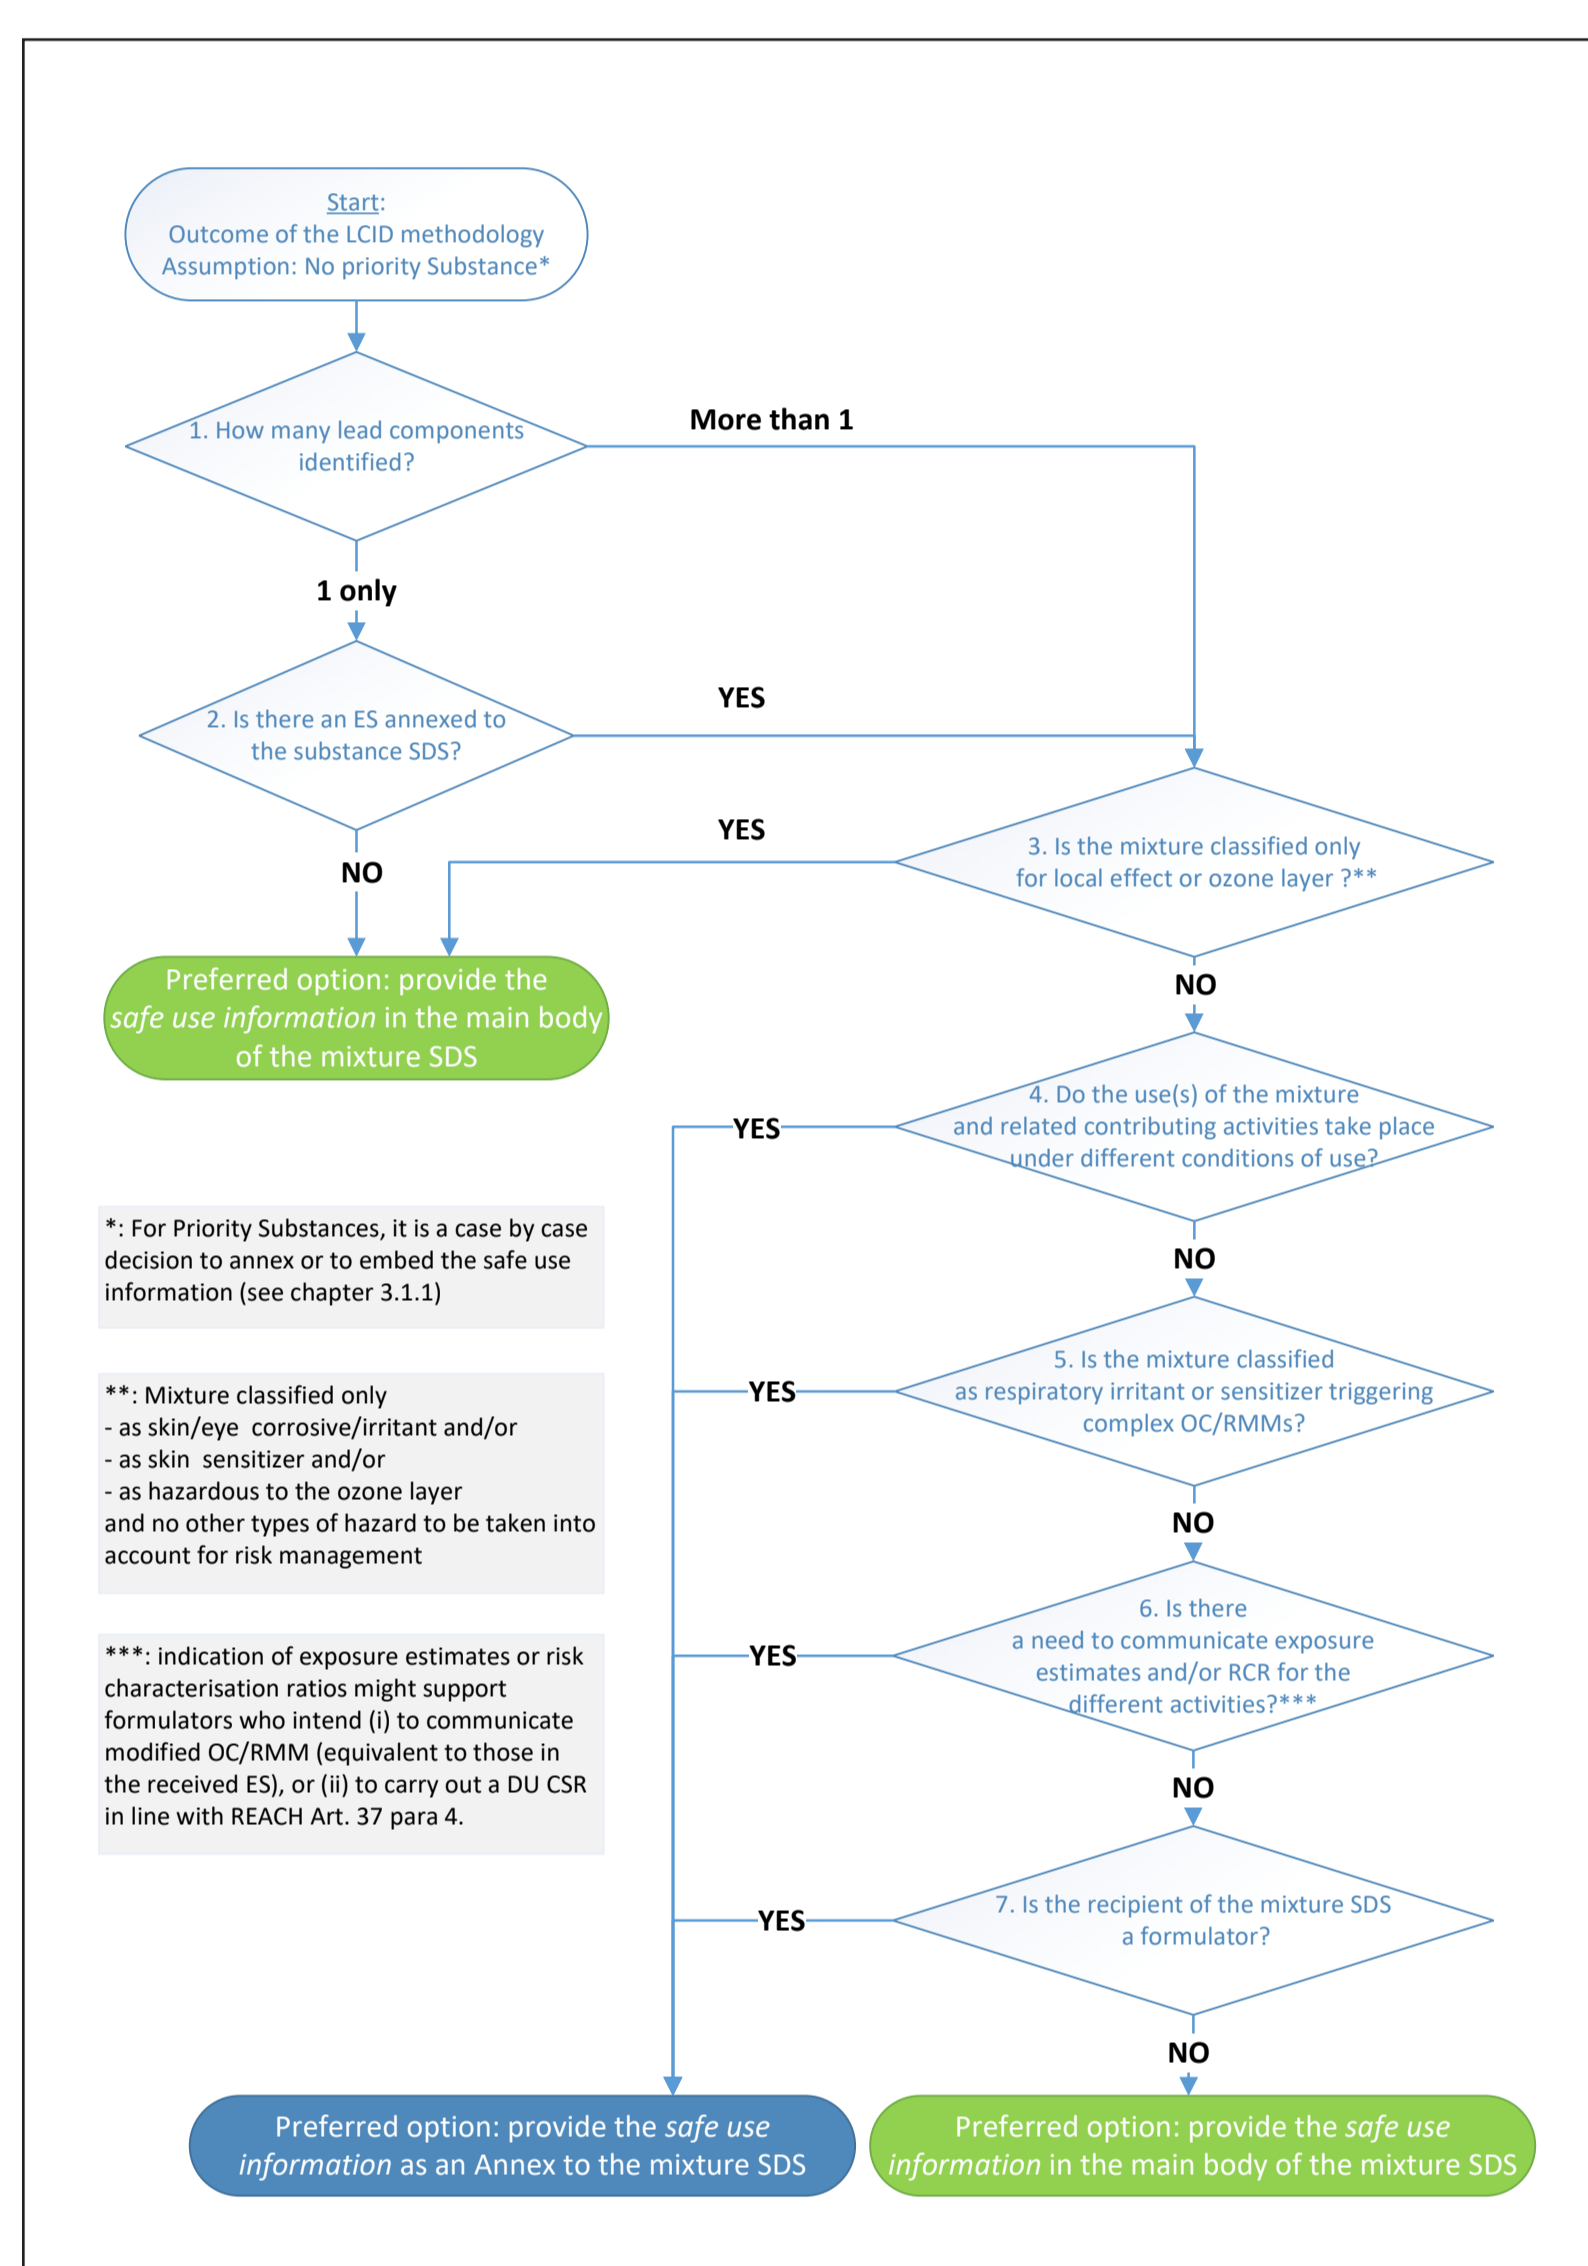 Start:
Outcome of the LCID methodology
Assumption: No priority Substance*
1. How many lead components
identified?
More than 1
1 only
2. Is there an ES annexed to
the substance SDS?
YES
NO
3. Is the mixture classified only
for local effect or ozone layer ?**
YES
NO
Preferred option: provide the
safe use information in the main body
of the mixture SDS
4. Do the use(s) of the mixture
and related contributing activities take place
under different conditions of use?
YES
NO
5. Is the mixture classified
as respiratory irritant or sensitizer triggering
complex OC/RMMs?
YES
NO
6. Is there
a need to communicate exposure
estimates and/or RCR for the
different activities?***
YES
NO
7. Is the recipient of the mixture SDS
a formulator?
YES
NO
*: For Priority Substances, it is a case by case
decision to annex or to embed the safe use
information (see chapter 3.1.1)
**: Mixture classified only
- as skin/eye corrosive/irritant and/or
- as skin sensitizer and/or
- as hazardous to the ozone layer
and no other types of hazard to be taken into
account for risk management
***: indication of exposure estimates or risk
characterisation ratios might support
formulators who intend (i) to communicate
modified OC/RMM (equivalent to those in
the received ES), or (ii) to carry out a DU CSR
in line with REACH Art. 37 para 4.
Preferred option: provide the safe use
information as an Annex to the mixture SDS
Preferred option: provide the safe use
information in the main body of the mixture SDS